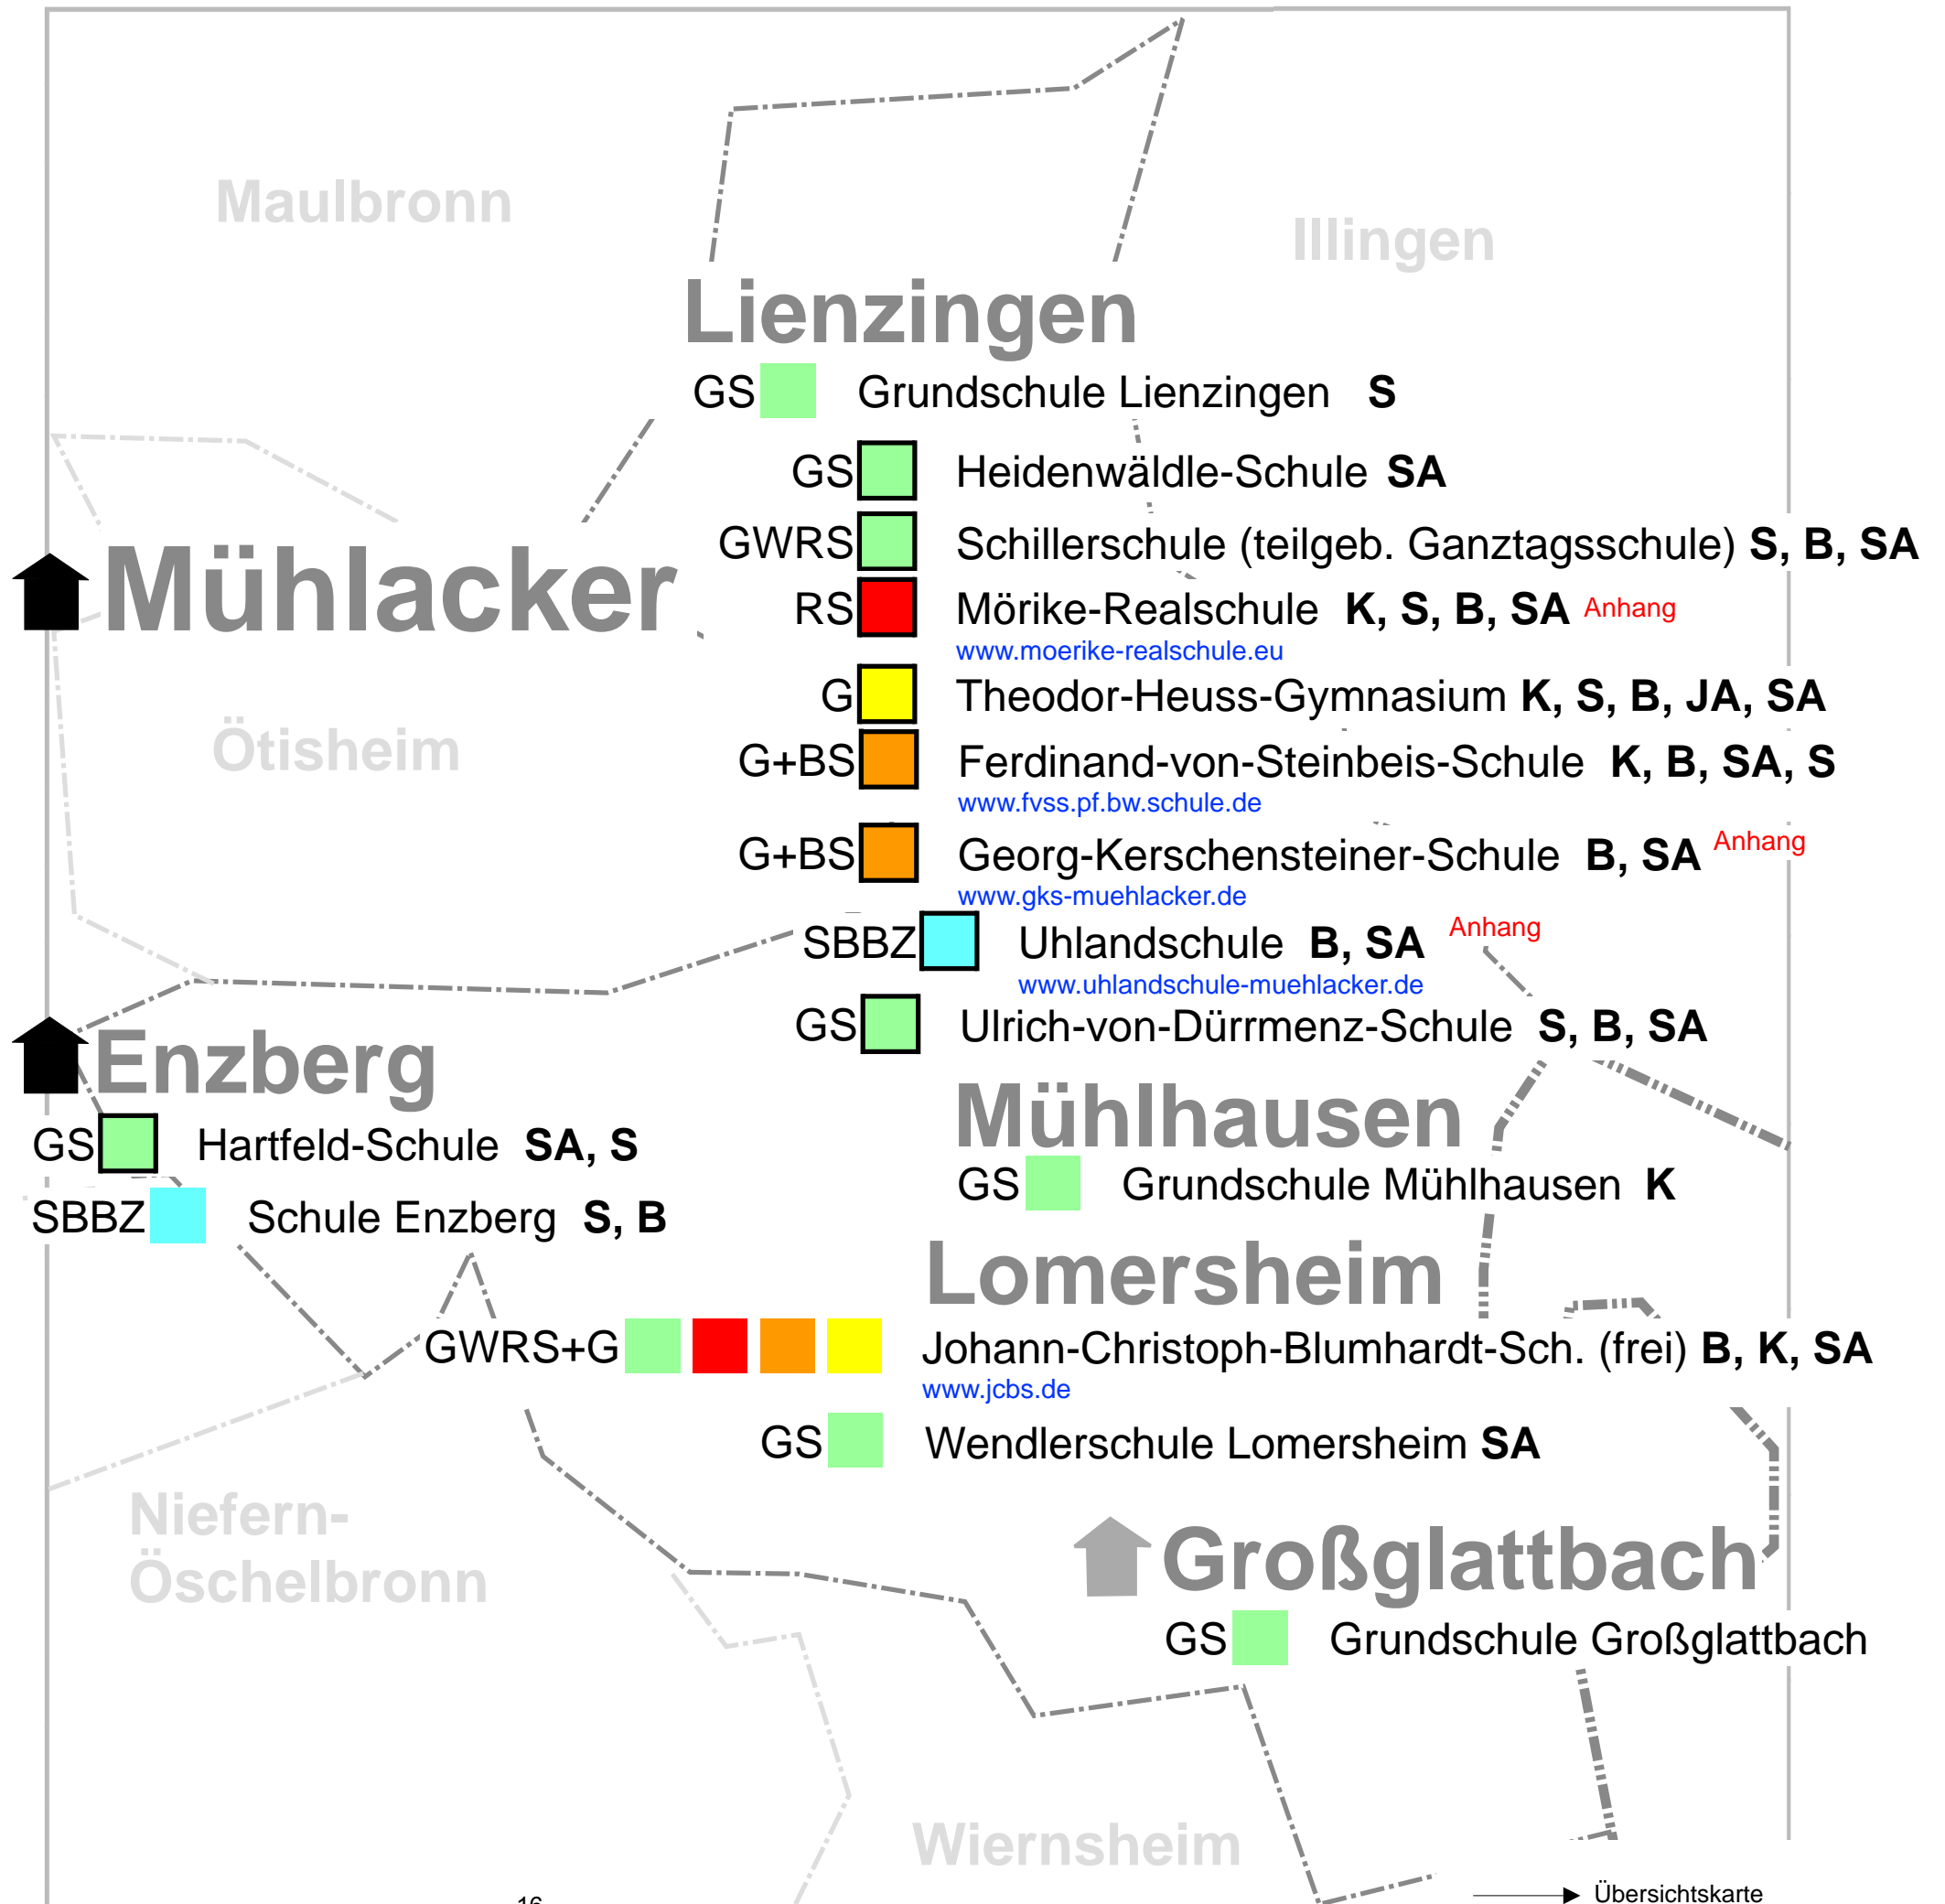 Maulbronn
Illingen
Lienzingen
GS Grundschule Lienzingen S
GS Heidenwäldle-Schule SA
GWRS Schillerschule (teilgeb. Ganztagsschule) S, B, SA
Mühlacker
RS Mörike-Realschule K, S, B, SA Anhang
www.moerike-realschule.eu
G Theodor-Heuss-Gymnasium K, S, B, JA, SA
Ötisheim
G+BS Ferdinand-von-Steinbeis-Schule K, B, SA, S
www.fvss.pf.bw.schule.de
G+BS Georg-Kerschensteiner-Schule B, SA Anhang
www.gks-muehlacker.de
SBBZ Uhlandschule B, SA Anhang
www.uhlandschule-muehlacker.de
GS Ulrich-von-Dürrmenz-Schule S, B, SA
Enzberg
GS Hartfeld-Schule SA, S
SBBZ Schule Enzberg S, B
Mühlhausen
GS Grundschule Mühlhausen K
Lomersheim
GWRS+G Johann-Christoph-Blumhardt-Sch. (frei) B, K, SA
www.jcbs.de
GS Wendlerschule Lomersheim SA
Niefern-
Öschelbronn
Großglattbach
GS Grundschule Großglattbach
Wiernsheim
16
Übersichtskarte